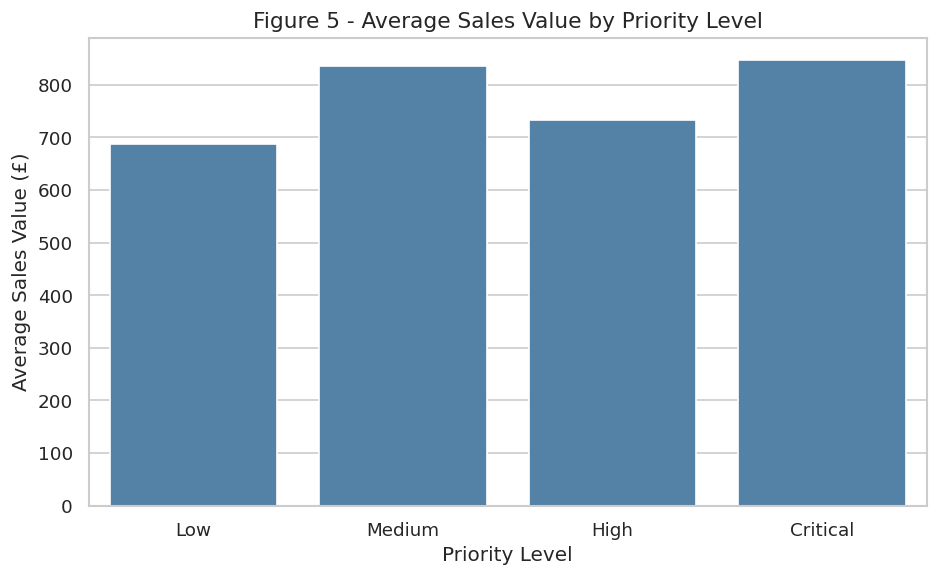 Figure 5 - Average Sales Value by Priority Level
Average Sales Value (£)
800
700
600
500
400
300
200
100
0
Low Medium High Critical
Priority Level